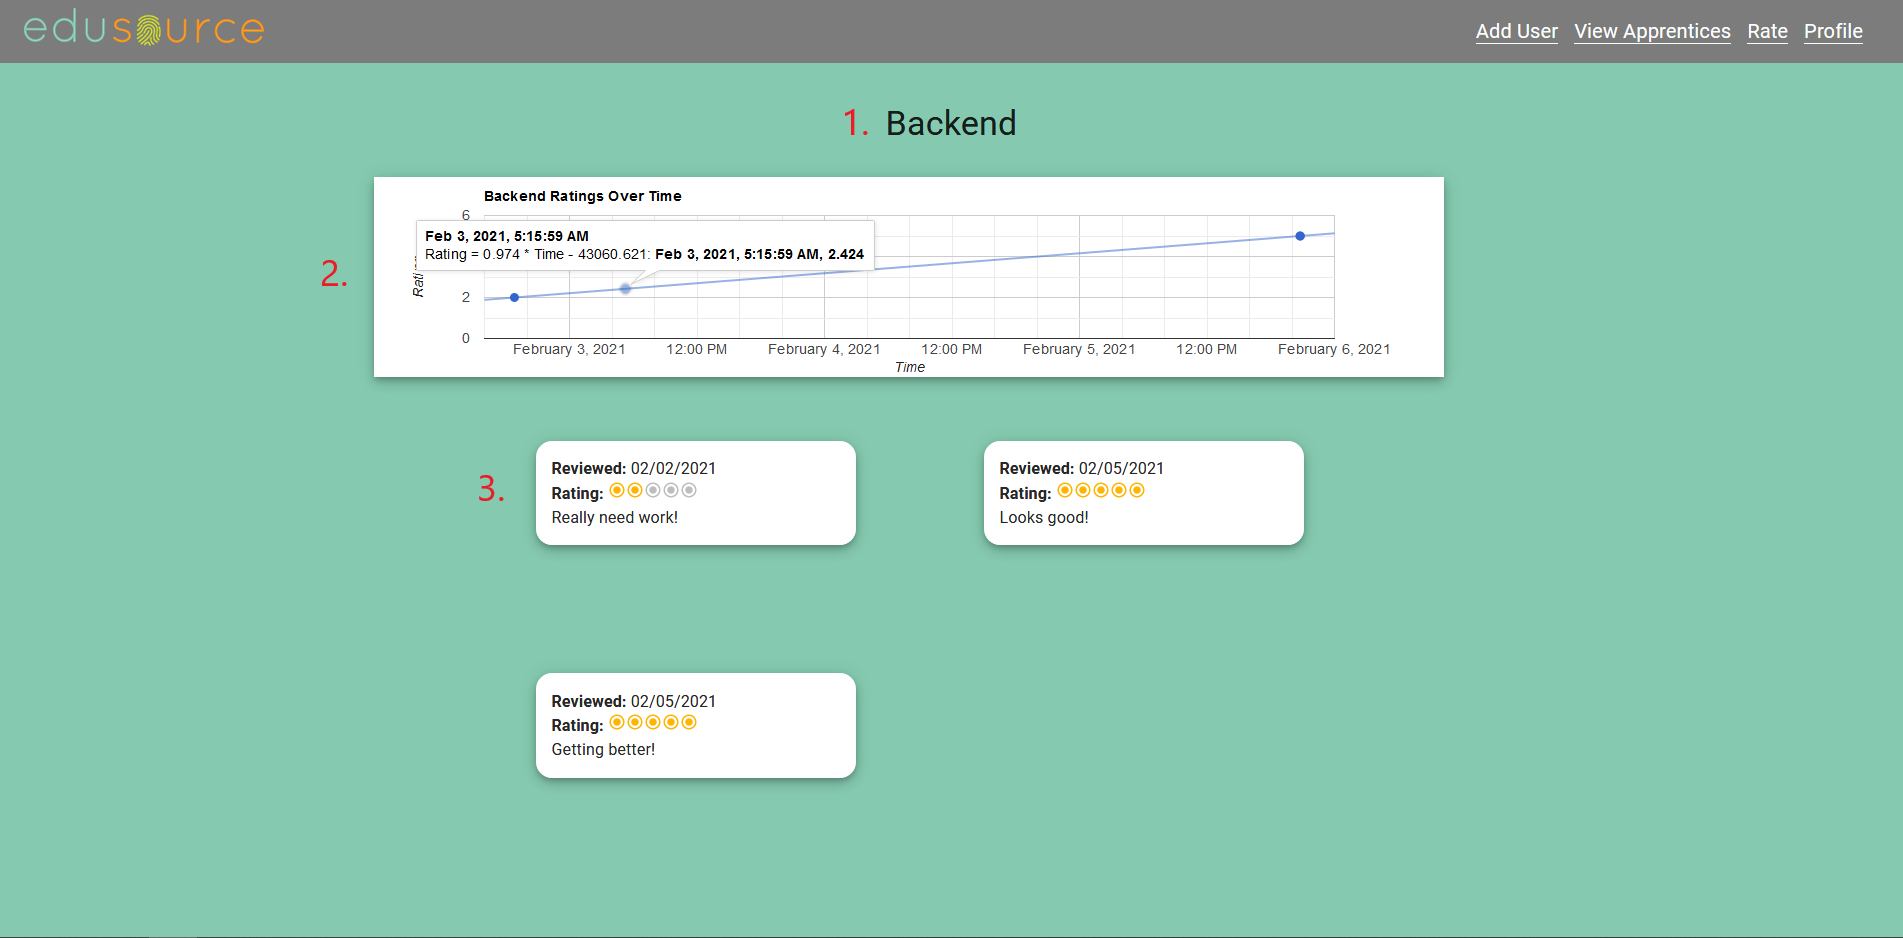 edusource
Add User View Apprentices Rate Profile
1. Backend
Backend Ratings Over Time
6
Feb 3, 2021, 5:15:59 AM
Rating = 0.974 * Time - 43060.621: Feb 3, 2021, 5:15:59 AM, 2.424
2.
2
0
February 3, 2021 12:00 PM February 4, 2021 12:00 PM February 5, 2021 12:00 PM February 6, 2021
Time
3.
Reviewed: 02/02/2021
Rating:
Really need work!
Reviewed: 02/05/2021
Rating:
Looks good!
Reviewed: 02/05/2021
Rating:
Getting better!